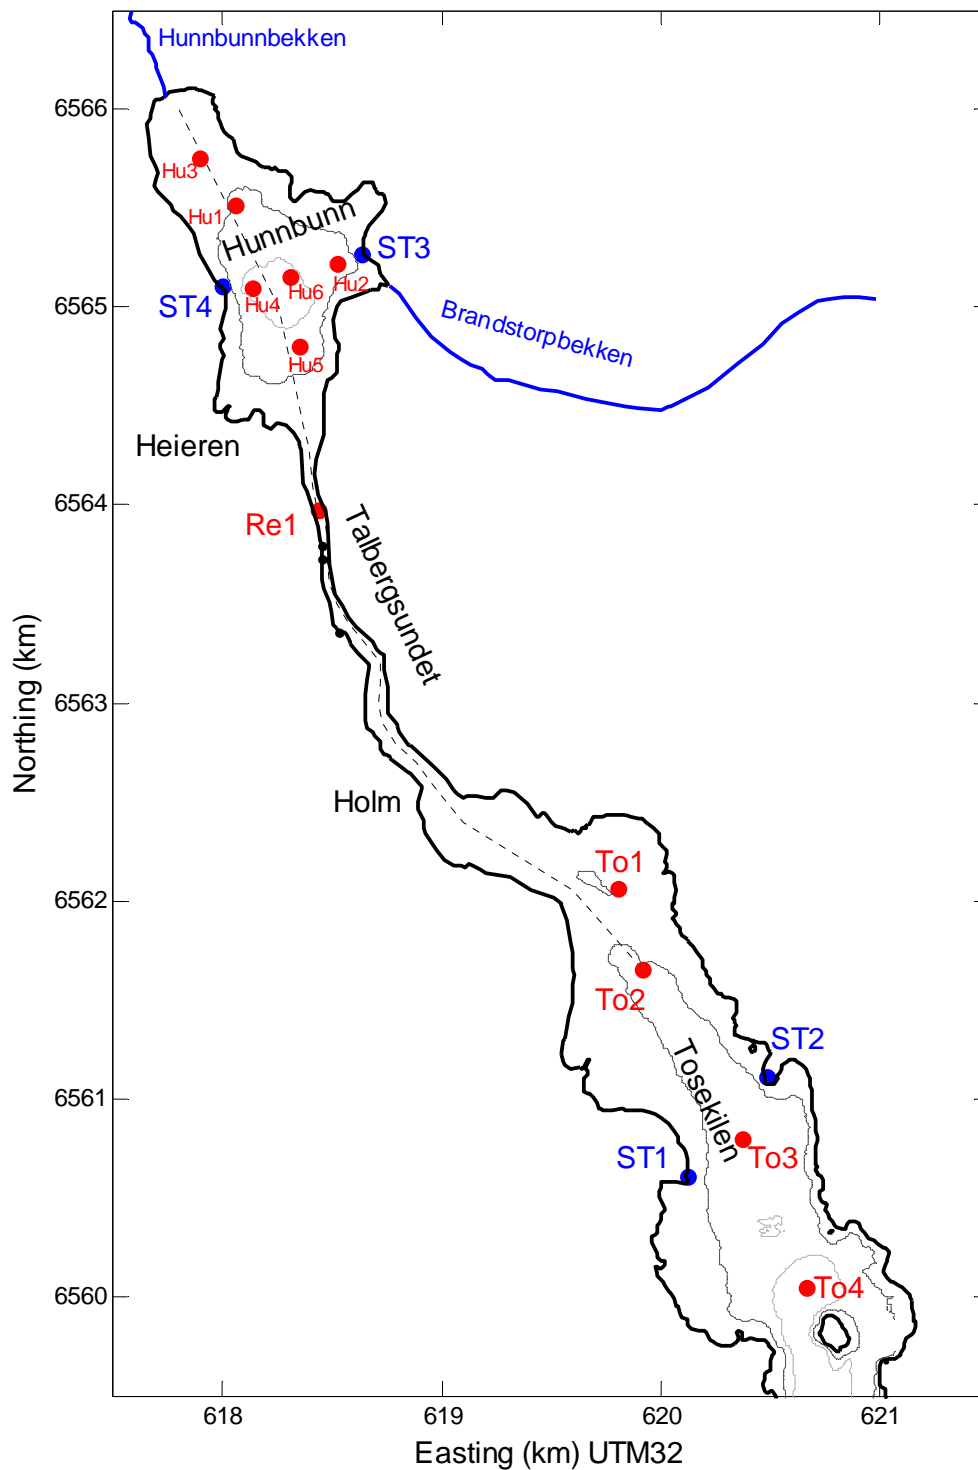 Hunnbunnbekken
6566
Hu3
Hu1
Hunnbunn
ST3
Hu2
Hu6
Hu4
ST4
6565
Brandstorpbekken
Hu5
Heieren
6564
Re1
Talbergsundet
Northing (km)
6563
Holm
To1
6562
To2
ST2
6561
Tosekilen
ST1
To3
6560
To4
618
619
620
621
Easting (km) UTM32